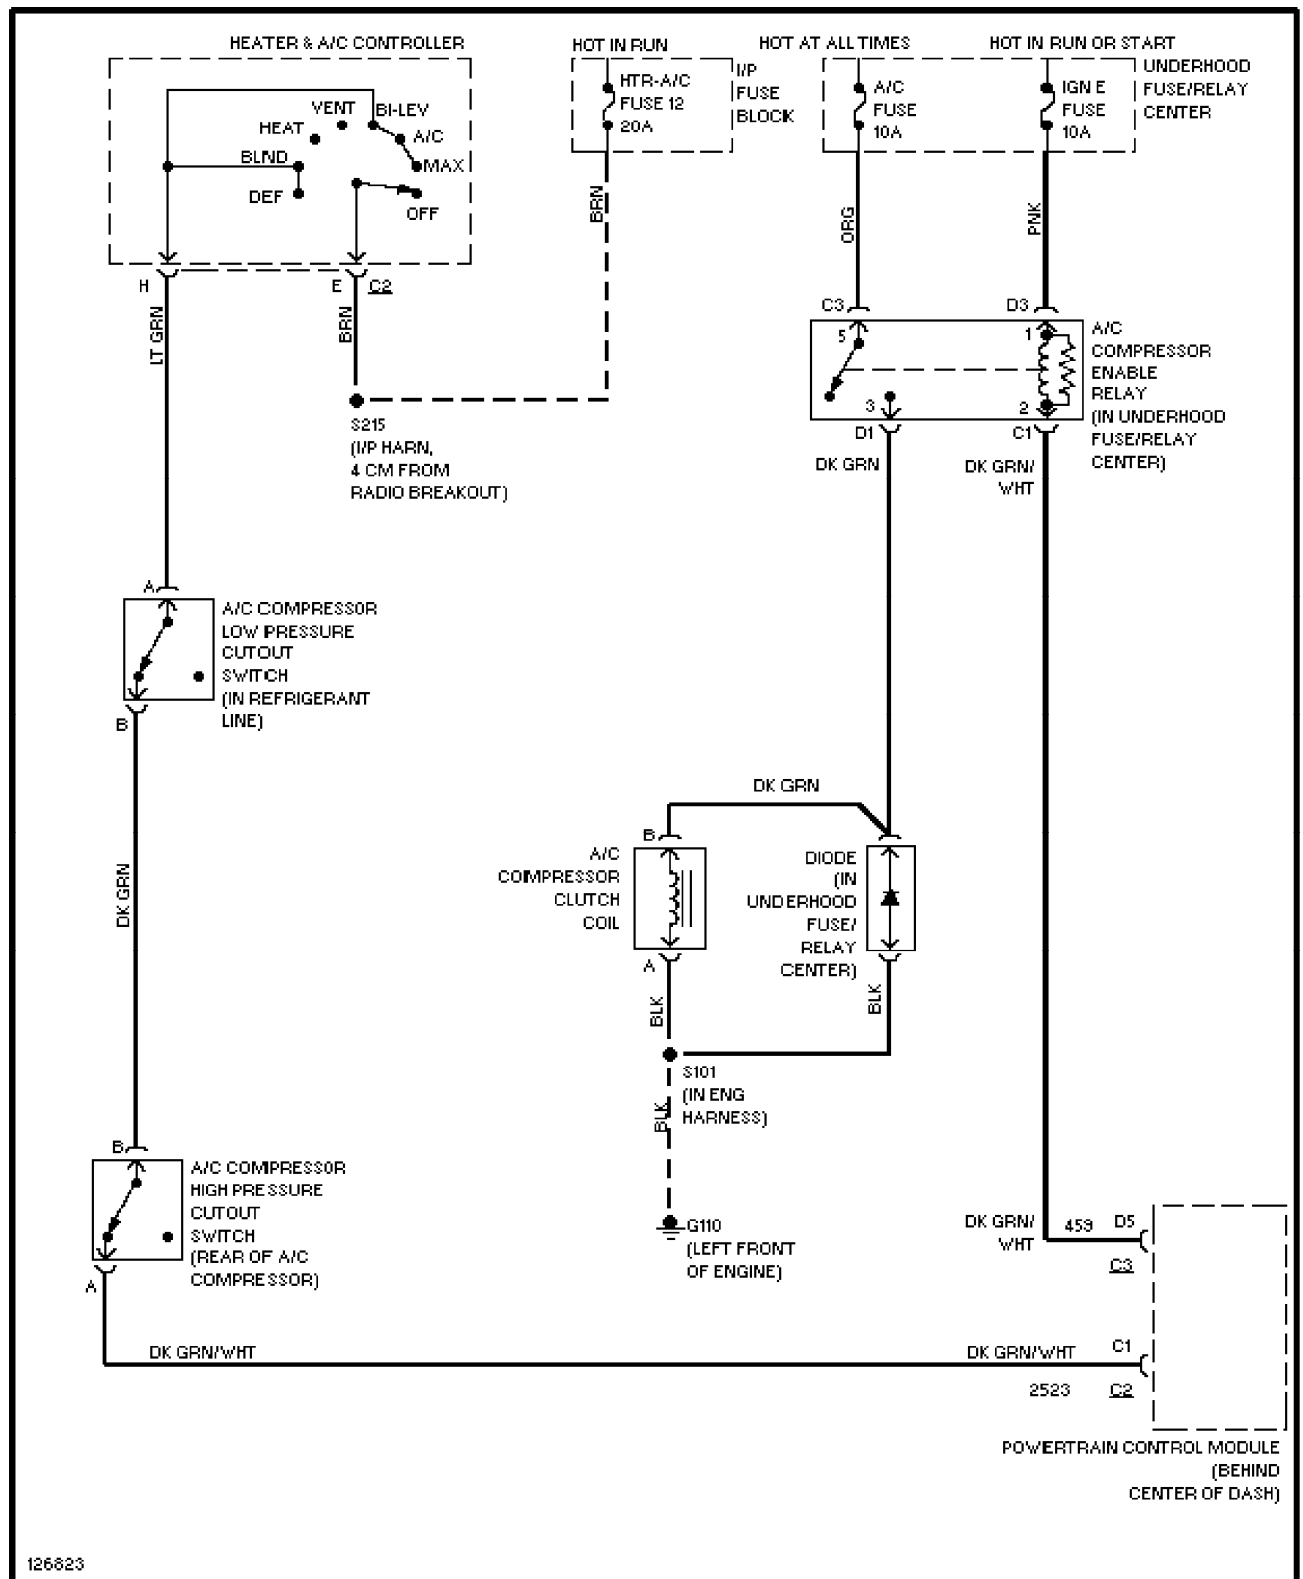 HEATER & A/C CONTROLLER
HOT IN RUN
HOT AT ALL TIMES
HOT IN RUN OR START
VENT
BI-LEV
HEAT
A/C
BLND
MAX
DEF
OFF
HTR-A/C
FUSE 12
20A
I/P
FUSE
BLOCK
A/C
FUSE
10A
IGN E
FUSE
10A
UNDERHOOD
FUSE/RELAY
CENTER
H
E
C2
LT GRN
BRN
BRN
ORG
PNK
S215
(I/P HARN,
4 CM FROM
RADIO BREAKOUT)
C3
D3
5
1
3
2
D1
C1
A/C
COMPRESSOR
ENABLE
RELAY
(IN UNDERHOOD
FUSE/RELAY
CENTER)
DK GRN
DK GRN/
WHT
A
A/C COMPRESSOR
LOW PRESSURE
CUTOUT
SWITCH
(IN REFRIGERANT
LINE)
B
DK GRN
DK GRN
B
A/C
COMPRESSOR
CLUTCH
COIL
A
DIODE
(IN
UNDERHOOD
FUSE/
RELAY
CENTER)
BLK
BLK
S101
(IN ENG
HARNESS)
BLK
G110
(LEFT FRONT
OF ENGINE)
B
A/C COMPRESSOR
HIGH PRESSURE
CUTOUT
SWITCH
(REAR OF A/C
COMPRESSOR)
A
DK GRN/
WHT
459
D5
C3
DK GRN/WHT
DK GRN/WHT
C1
2523
C2
POWERTRAIN CONTROL MODULE
(BEHIND
CENTER OF DASH)
126823